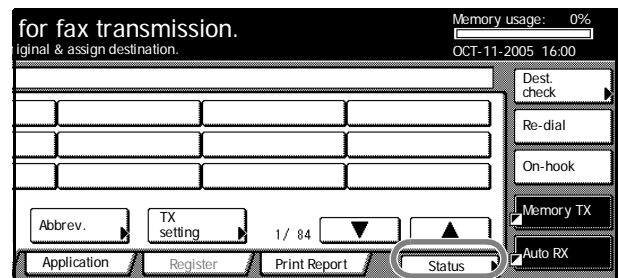 for fax transmission.
Memory usage: 0%
iginal & assign destination.
OCT-11-2005 16:00
Dest.
check
Re-dial
On-hook
Abbrev.
TX
setting
1/ 84
Memory TX
Auto RX
Application
Register
Print Report
Status